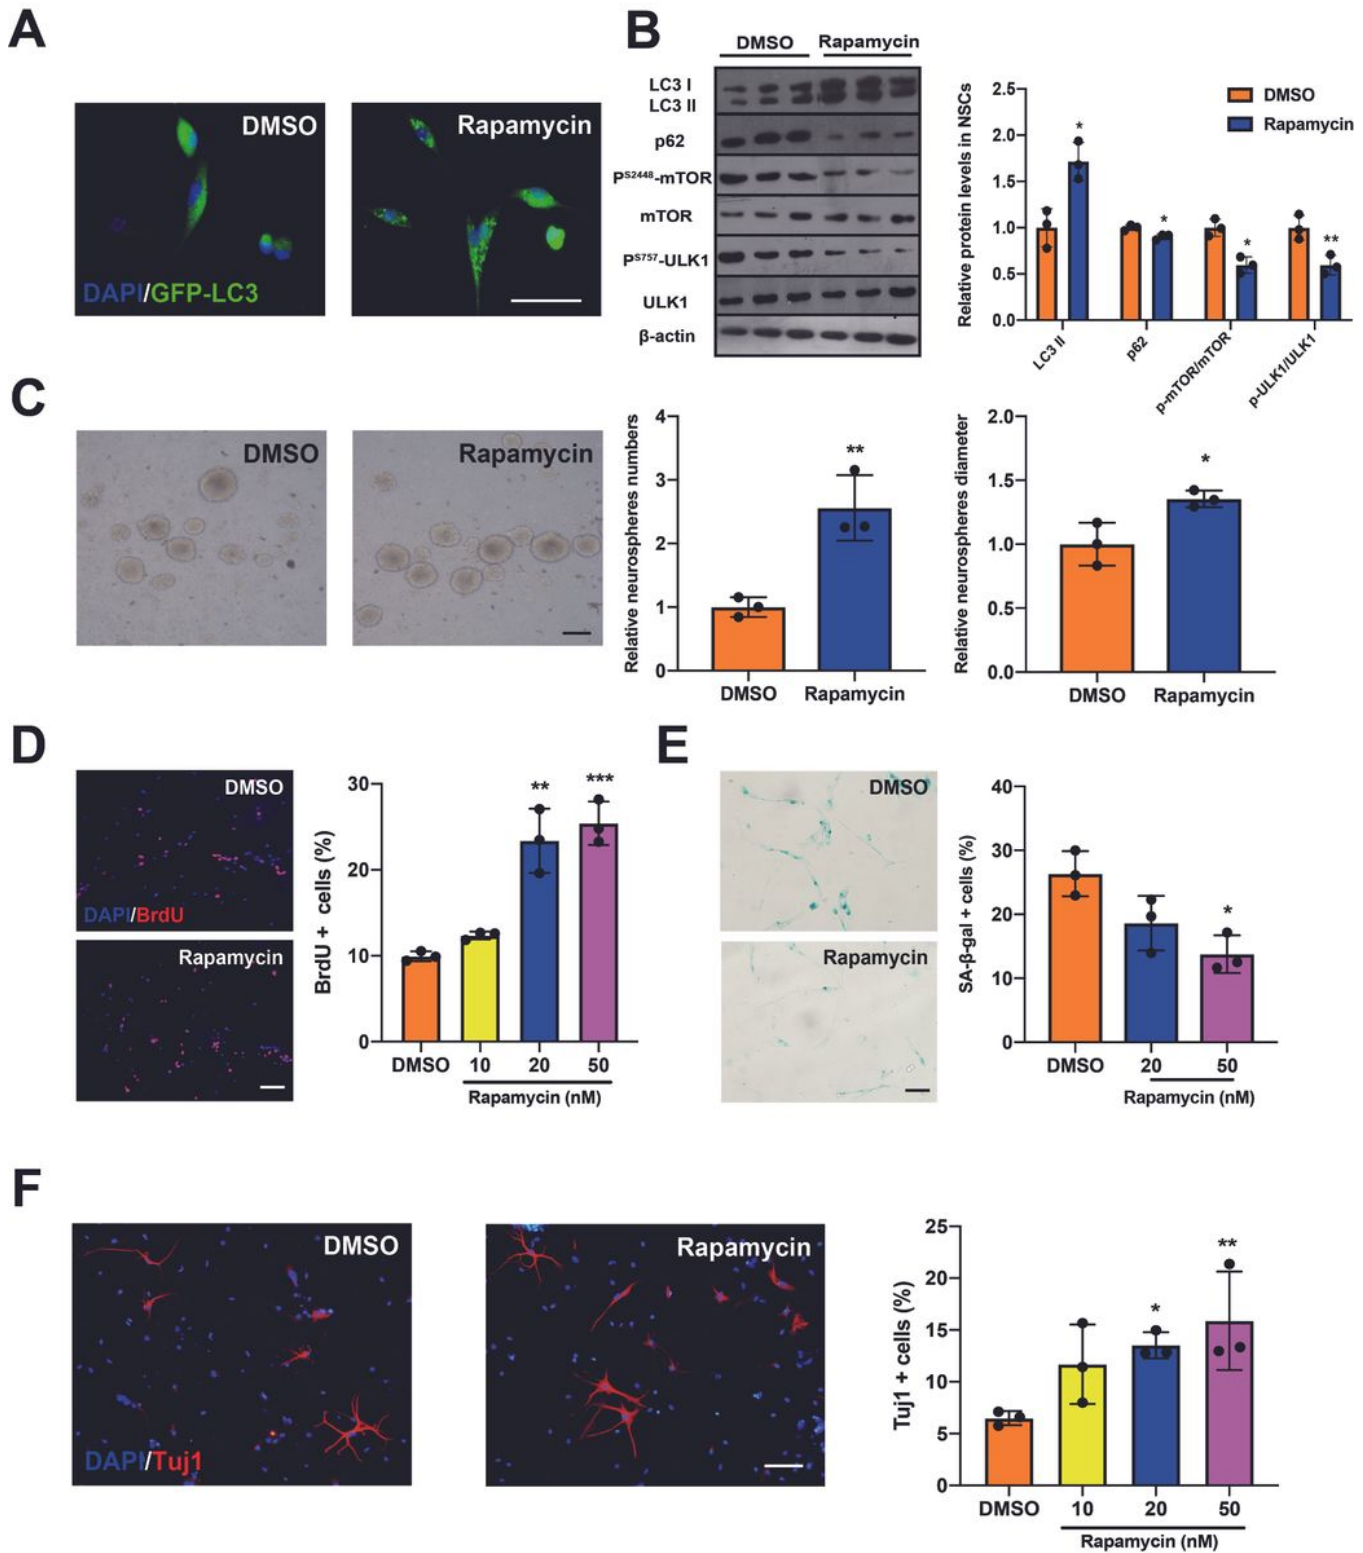 A
DMSO
Rapamycin
DAPI/GFP-LC3
B
DMSO Rapamycin
LC3 I
LC3 II
p62
PS2448-mTOR
mTOR
PS757-ULK1
ULK1
β-actin
Relative protein levels in NSCs
2.5
2.0
1.5
1.0
0.5
0.0
DMSO
Rapamycin
* * * **
LC3 II
p62
p-mTOR/mTOR
p-ULK1/ULK1
C
DMSO
Rapamycin
Relative neurospheres numbers
4
3
2
1
0
**
DMSO Rapamycin
Relative neurospheres diameter
2.0
1.5
1.0
0.5
0.0
*
DMSO Rapamycin
D
DMSO
DAPI/BrdU
Rapamycin
BrdU + cells (%)
30
20
10
0
** ***
DMSO 10 20 50
Rapamycin (nM)
E
DMSO
Rapamycin
SA-β-gal + cells (%)
40
30
20
10
0
*
DMSO 20 50
Rapamycin (nM)
F
DMSO
DAPI/Tuj1
Rapamycin
Tuj1 + cells (%)
25
20
15
10
5
0
* **
DMSO 10 20 50
Rapamycin (nM)